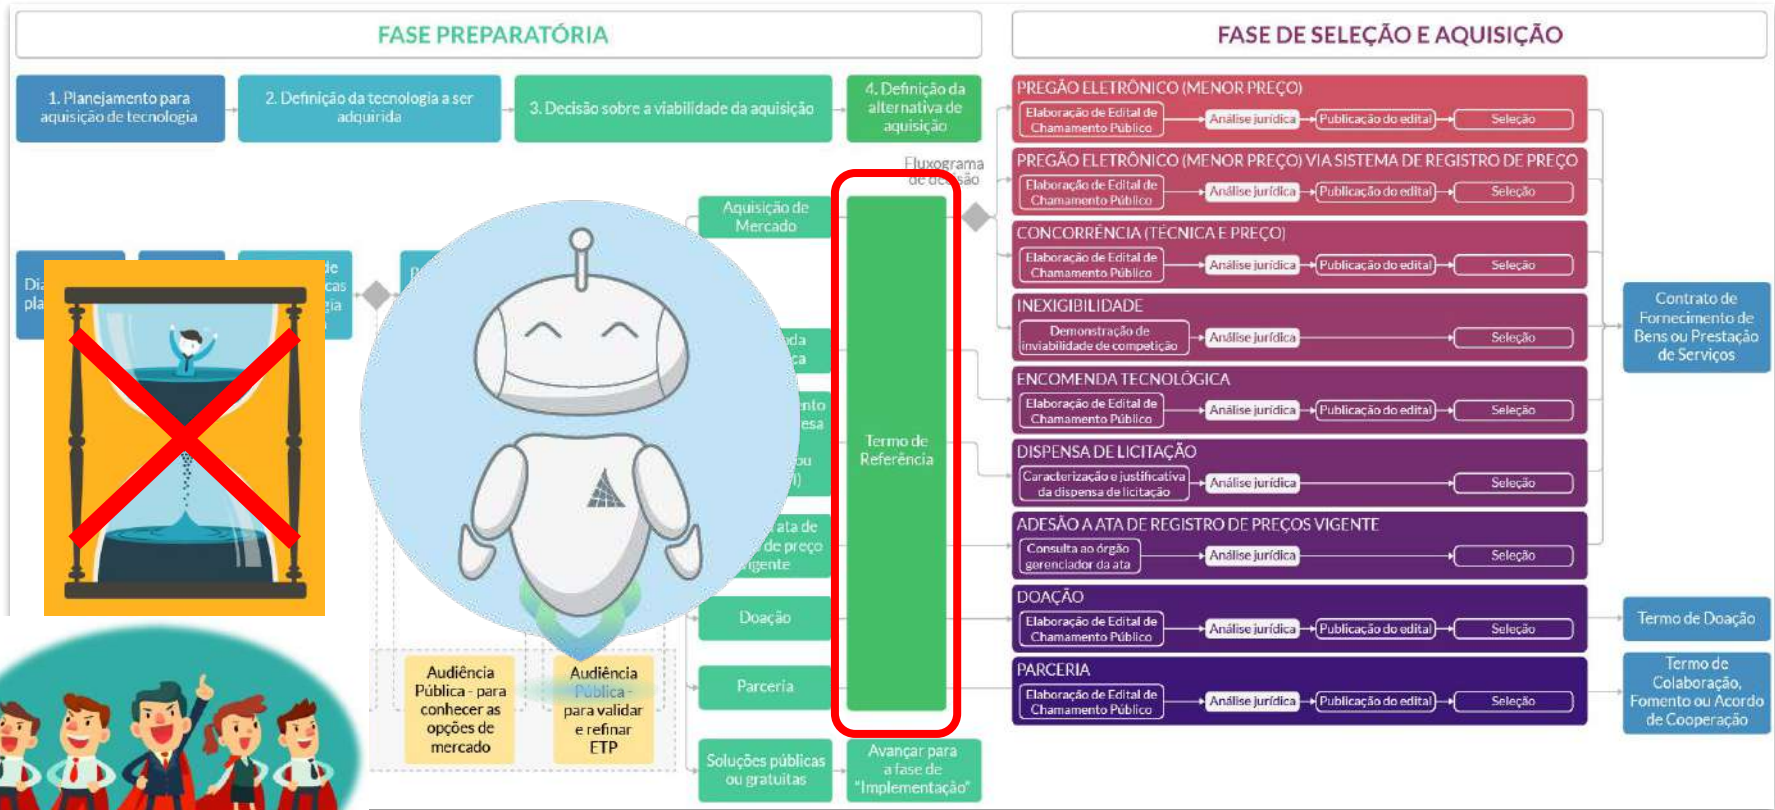 FASE PREPARATÓRIA
FASE DE SELEÇÃO E AQUISIÇÃO
1. Planejamento para
aquisição de tecnologia
2. Definição da tecnologia a ser
adquirida
3. Decisão sobre a viabilidade da aquisição
4. Definição da
alternativa de
aquisição
Fluxograma
de decisão
Aquisição de
Mercado
vigente
Doação
Parceria
Soluções públicas
ou gratuitas
Termo de
Referência
Avançar para
a fase de
"Implementação"
Audiência
Pública - para
conhecer as
opções de
mercado
Audiência
Pública -
para validar
e refinar
ETP
PREGÃO ELETRÔNICO (MENOR PREÇO)
Elaboração de Edital de
Chamamento Público
Análise jurídica
Publicação do edital
Seleção
PREGÃO ELETRÔNICO (MENOR PREÇO) VIA SISTEMA DE REGISTRO DE PREÇO
Elaboração de Edital de
Chamamento Público
Análise jurídica
Publicação do edital
Seleção
CONCORRÊNCIA (TÉCNICA E PREÇO)
Elaboração de Edital de
Chamamento Público
Análise jurídica
Publicação do edital
Seleção
INEXIGIBILIDADE
Demonstração de
inviabilidade de competição
Análise jurídica
Seleção
ENCOMENDA TECNOLÓGICA
Elaboração de Edital de
Chamamento Público
Análise jurídica
Publicação do edital
Seleção
DISPENSA DE LICITAÇÃO
Caracterização e justificativa
da dispensa de licitação
Análise jurídica
Seleção
ADESÃO A ATA DE REGISTRO DE PREÇOS VIGENTE
Consulta ao órgão
gerenciador da ata
Análise jurídica
Seleção
DOAÇÃO
Elaboração de Edital de
Chamamento Público
Análise jurídica
Publicação do edital
Seleção
PARCERIA
Elaboração de Edital de
Chamamento Público
Análise jurídica
Publicação do edital
Seleção
Contrato de
Fornecimento de
Bens ou Prestação
de Serviços
Termo de Doação
Termo de
Colaboração,
Fomento ou Acordo
de Cooperação